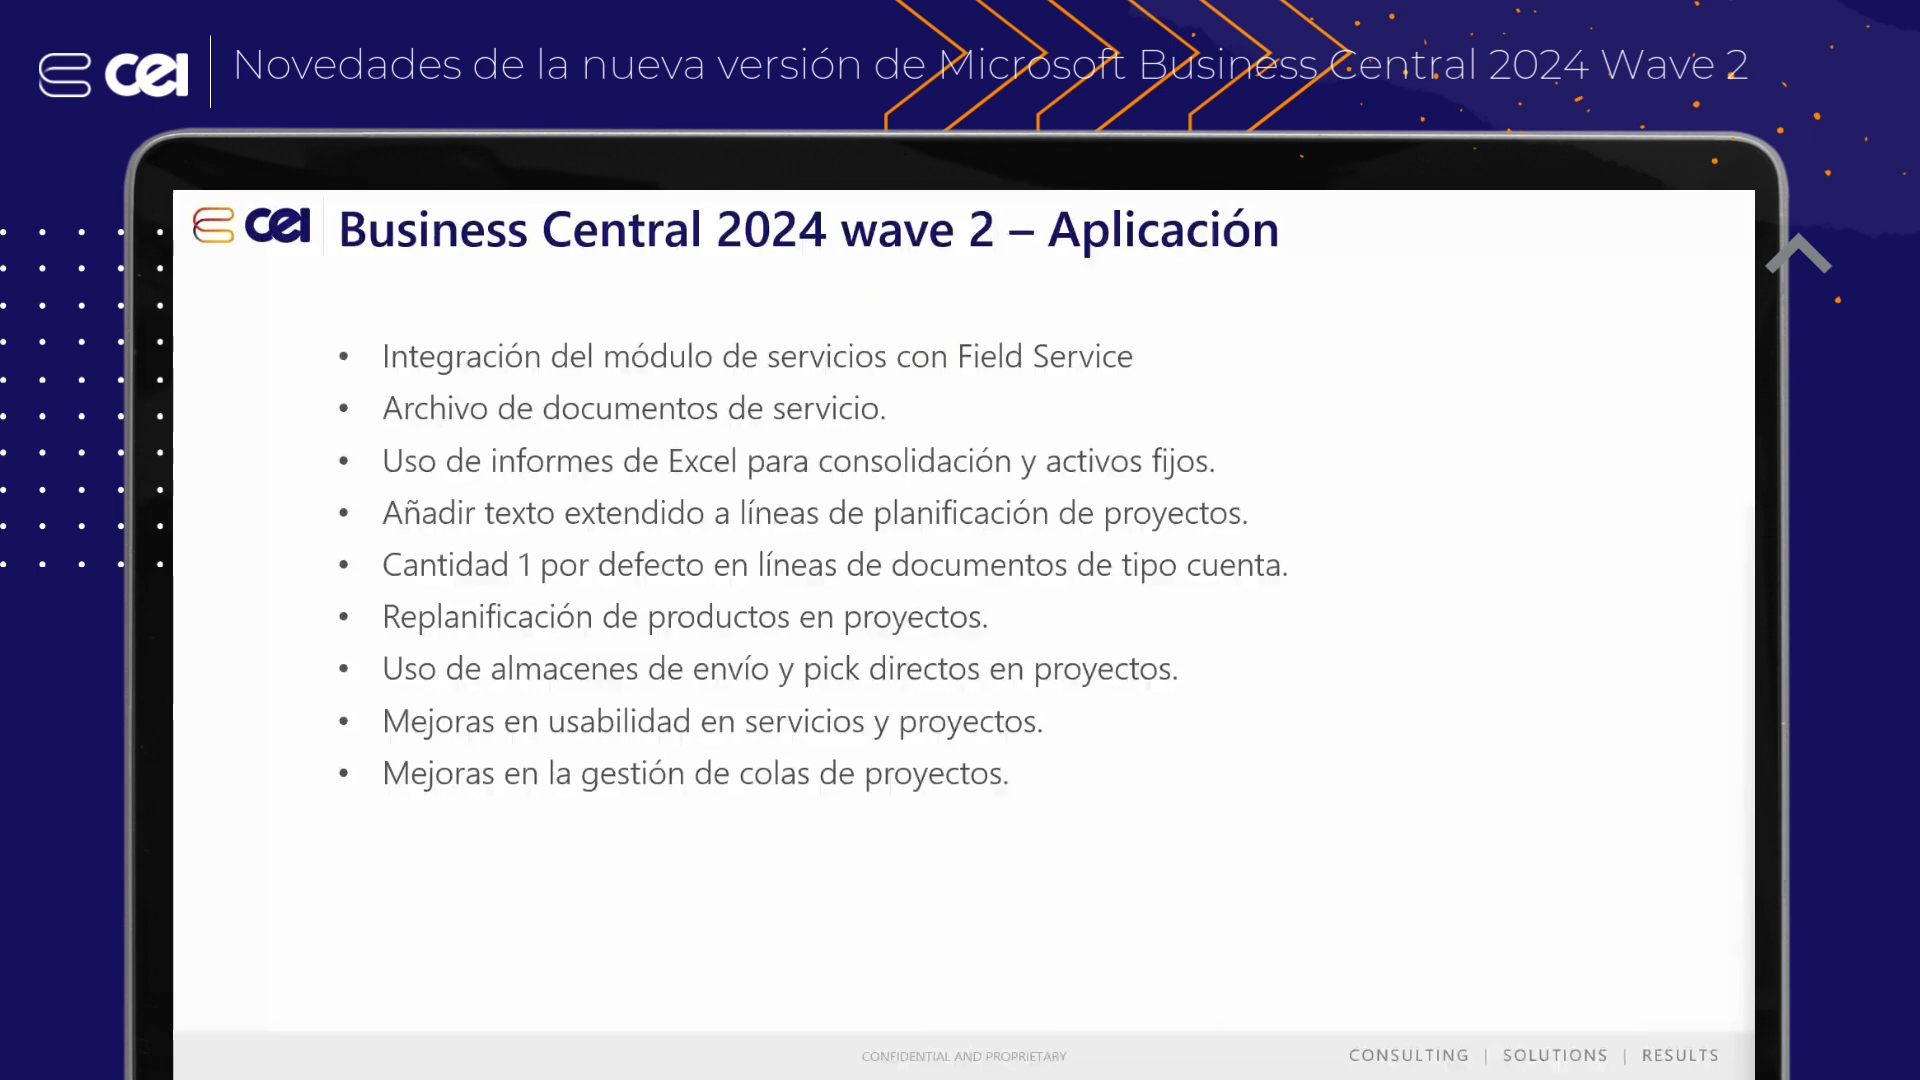 cei
Novedades de la nueva versión de Microsoft Business Central 2024 Wave 2
cei
Business Central 2024 wave 2 – Aplicación
• Integración del módulo de servicios con Field Service
• Archivo de documentos de servicio.
• Uso de informes de Excel para consolidación y activos fijos.
• Añadir texto extendido a líneas de planificación de proyectos.
• Cantidad 1 por defecto en líneas de documentos de tipo cuenta.
• Replanificación de productos en proyectos.
• Uso de almacenes de envío y pick directos en proyectos.
• Mejoras en usabilidad en servicios y proyectos.
• Mejoras en la gestión de colas de proyectos.
CONFIDENTIAL AND PROPRIETARY
CONSULTING | SOLUTIONS | RESULTS